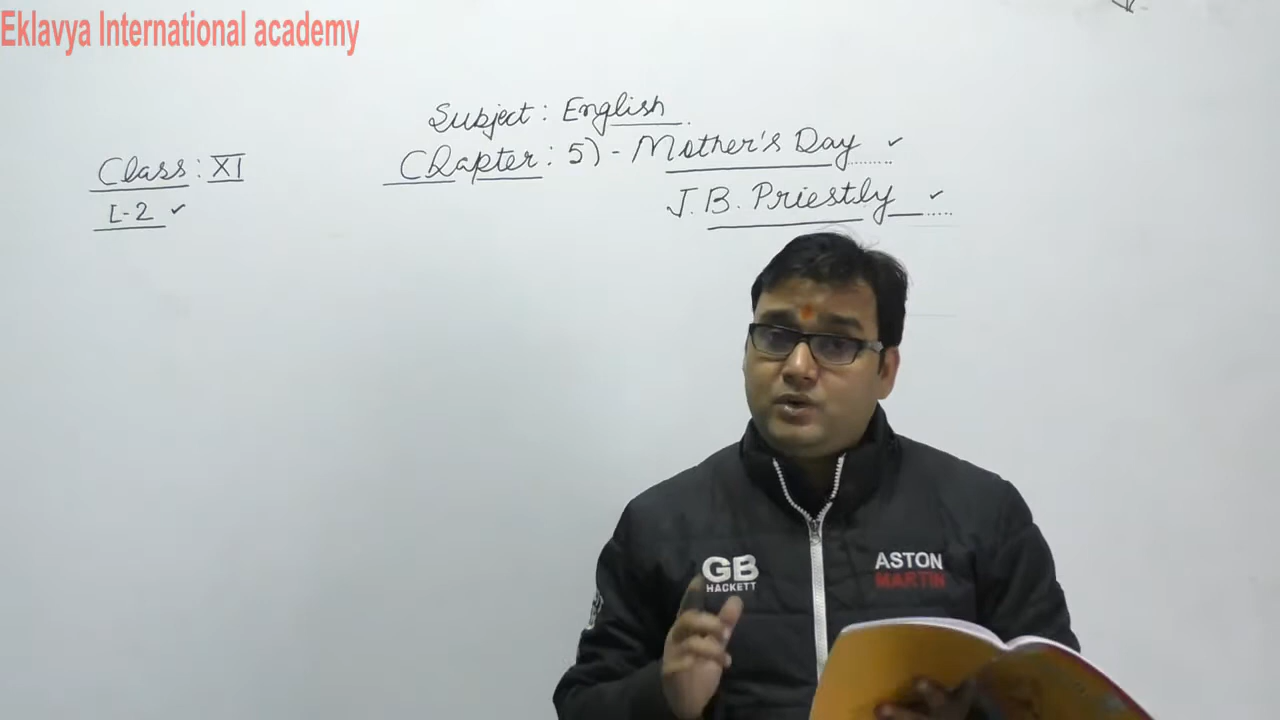 Eklavya International academy
Subject: English
Chapter: 5) - Mother's Day
J. B. Priestly
Class: XI
L-2
GB
HACKETT
ASTON
MARTIN